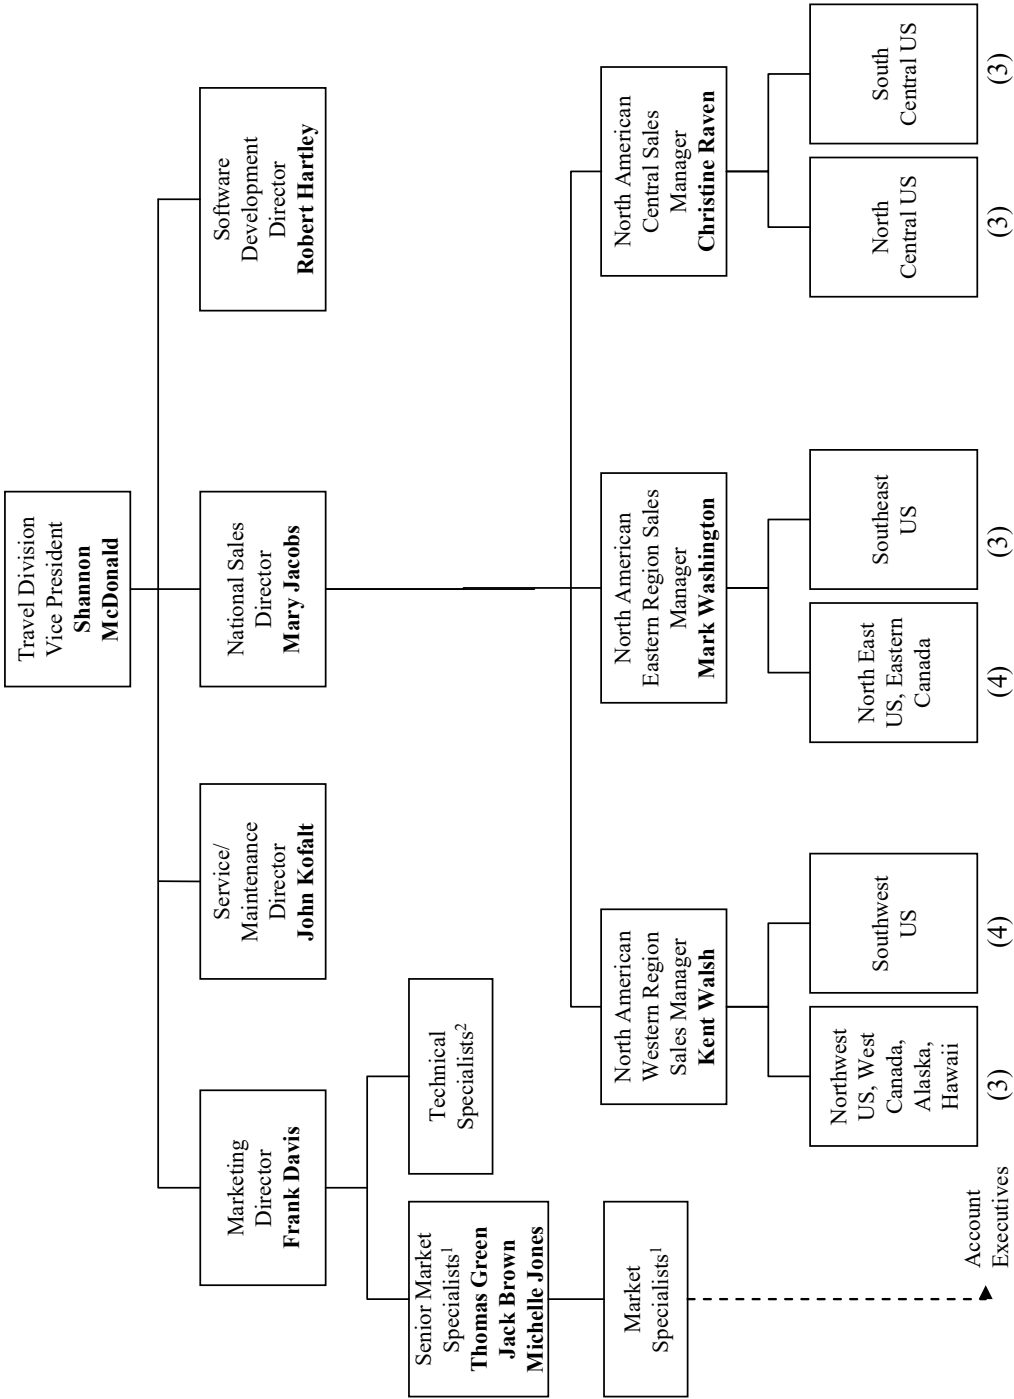 Travel Division
Vice President
Shannon
McDonald
Marketing
Director
Frank Davis
Service/
Maintenance
Director
John Kofalt
National Sales
Director
Mary Jacobs
Software
Development
Director
Robert Hartley
Senior Market
Specialists¹
Thomas Green
Jack Brown
Michelle Jones
Technical
Specialists²
Market
Specialists¹
North American
Western Region
Sales Manager
Kent Walsh
North American
Eastern Region Sales
Manager
Mark Washington
North American
Central Sales
Manager
Christine Raven
Northwest
US, West
Canada,
Alaska,
Hawaii
Southwest
US
North East
US, Eastern
Canada
Southeast
US
North
Central US
South
Central US
Account
Executives
(3)
(4)
(4)
(3)
(3)
(3)